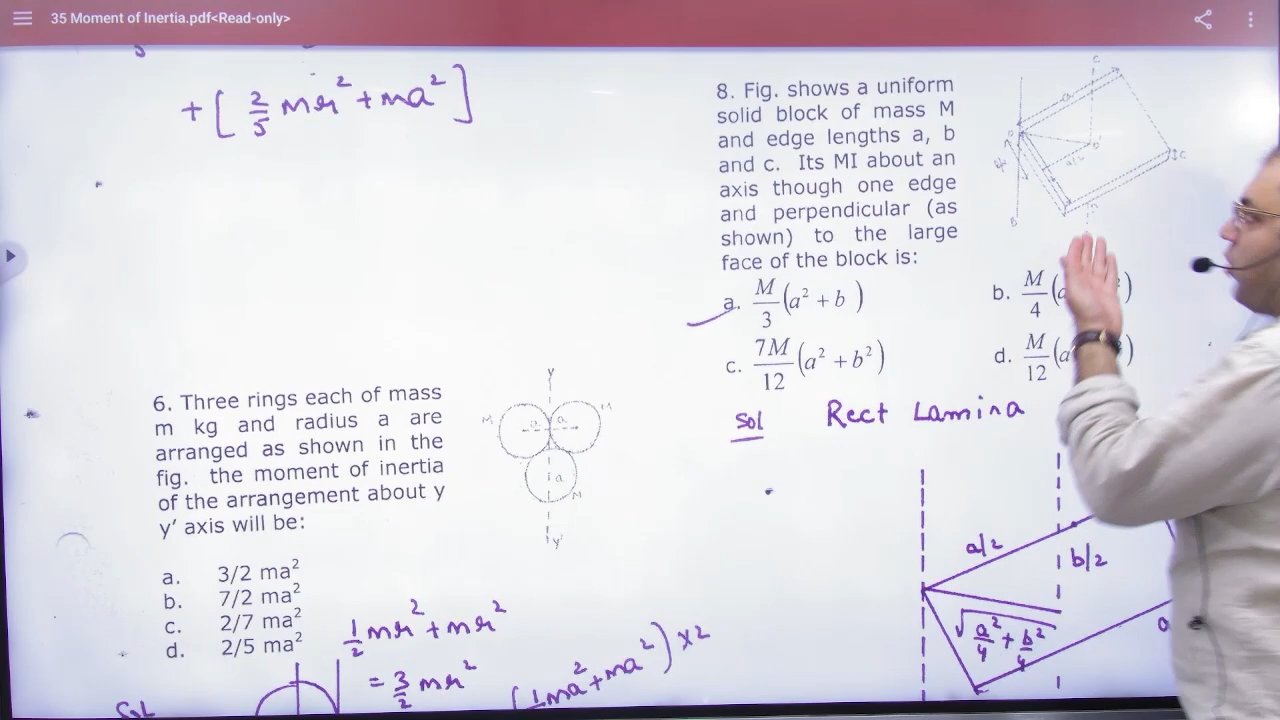 35 Moment of Inertia.pdf<Read-only>
+ [ 2/5 mr² + ma² ]
6. Three rings each of mass
m kg and radius a are
arranged as shown in the
fig. the moment of inertia
of the arrangement about y
y′ axis will be:
a. 3/2 ma²
b. 7/2 ma²
c. 2/7 ma²
d. 2/5 ma²
y
M
M
a
a
a
M
y'
1/2 mr² + mr²
= 3/2 mr²
(1/2 ma² + ma²) × 2
Sol
8. Fig. shows a uniform
solid block of mass M
and edge lengths a, b
and c. Its MI about an
axis though one edge
and perpendicular (as
shown) to the large
face of the block is:
a. M/3 (a² + b )
b. M/4 (a )
c. 7M/12 (a² + b²)
d. M/12 (a )
Sol Rect Lamina
a/2
b/2
√a²/4 + b²/4
a